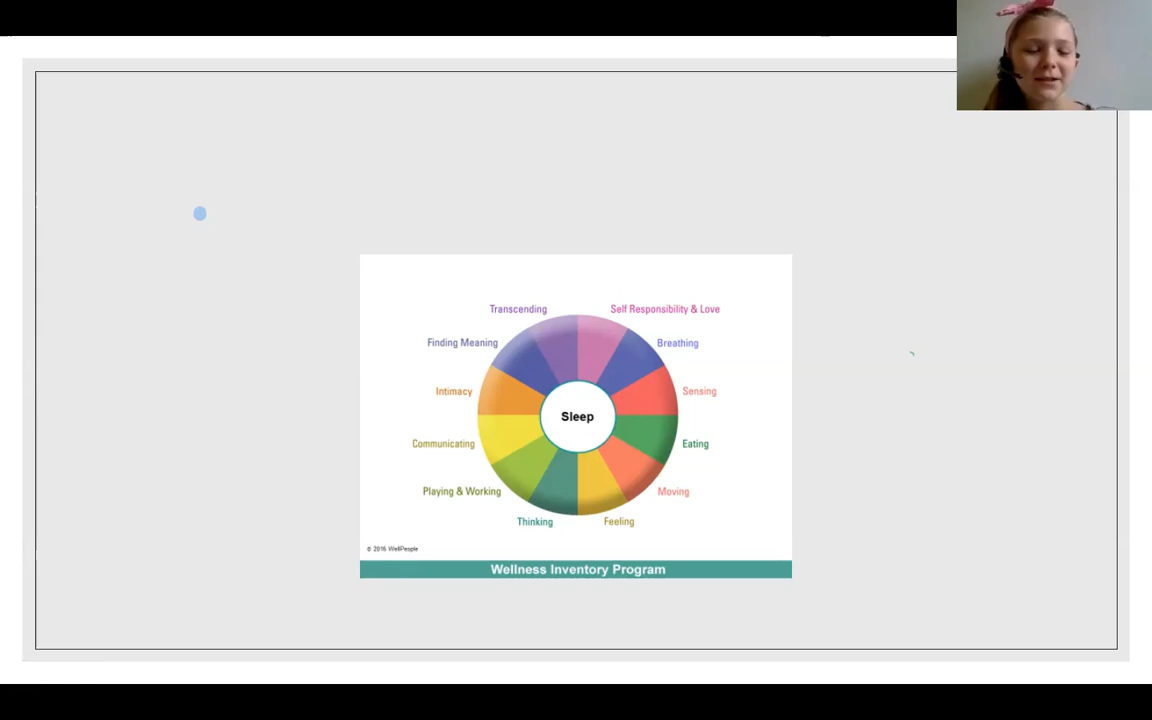 Transcending
Self Responsibility & Love
Finding Meaning
Breathing
Intimacy
Sensing
Sleep
Communicating
Eating
Playing & Working
Moving
Thinking
Feeling
© 2016 WellPeople
Wellness Inventory Program